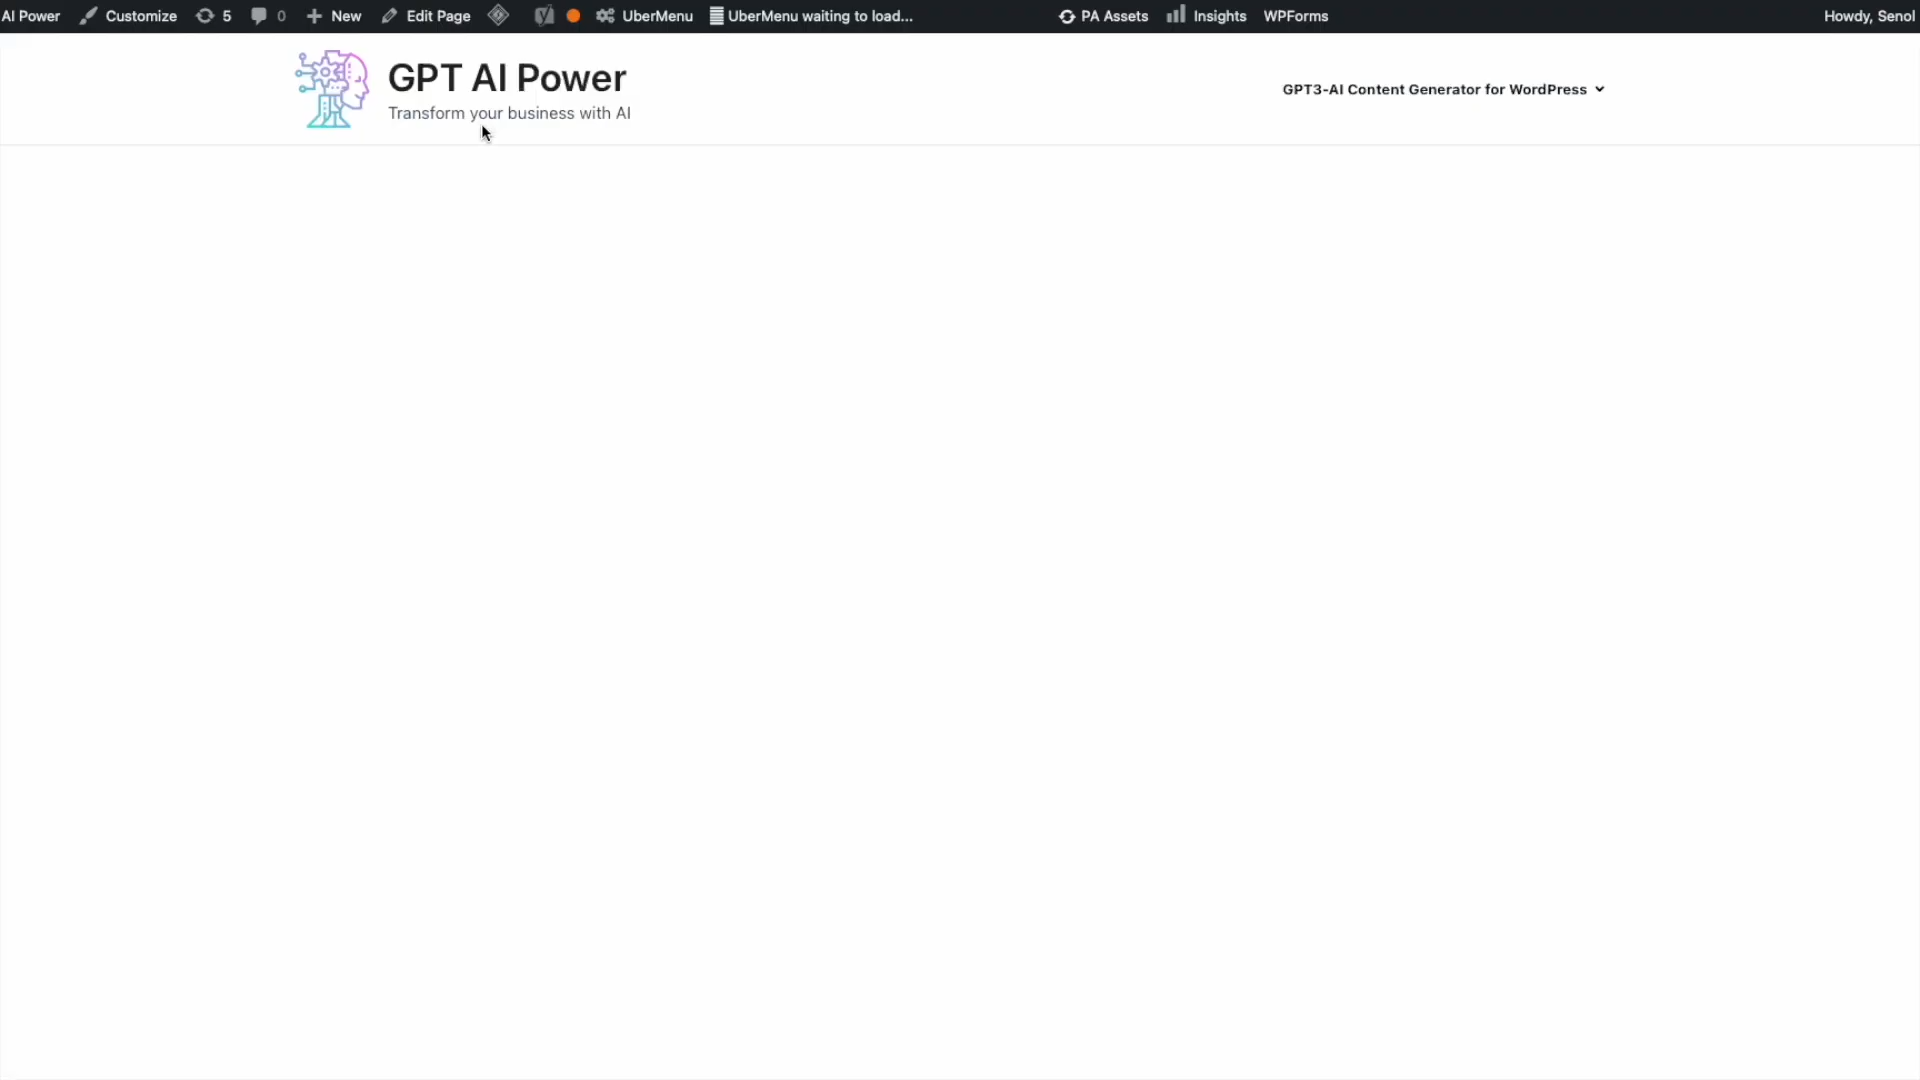 AI Power Customize 5 0 New Edit Page UberMenu UberMenu waiting to load... PA Assets Insights WPForms Howdy, Senol
GPT AI Power
Transform your business with AI
GPT3-AI Content Generator for WordPress